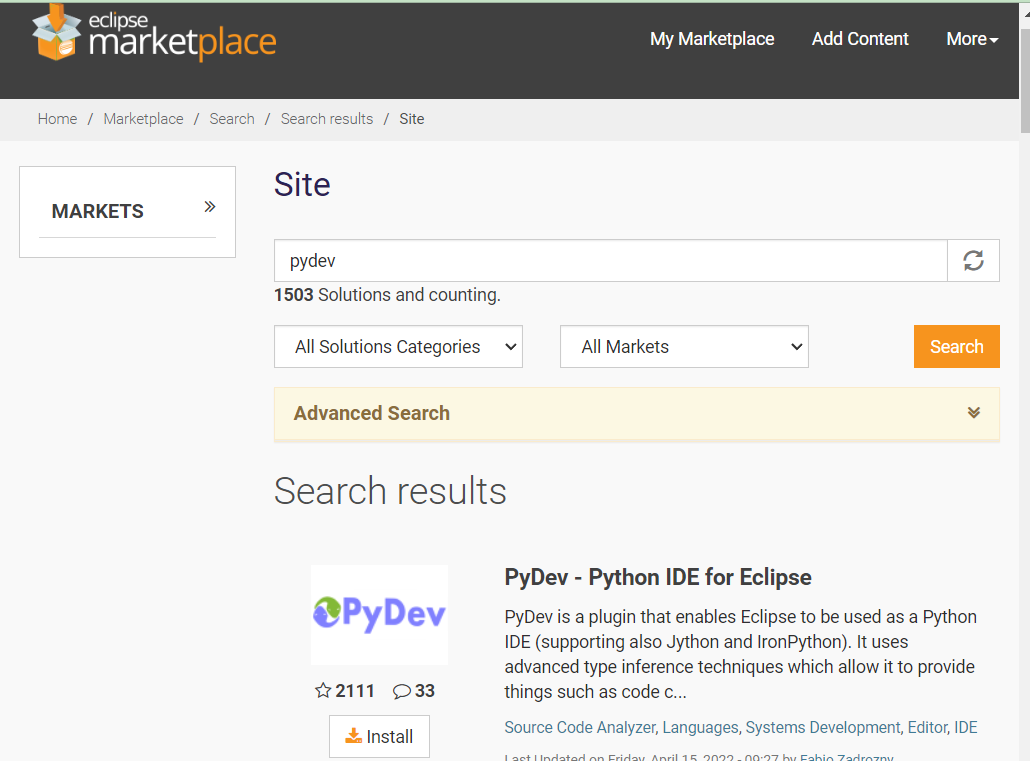 eclipse
marketplace
My Marketplace Add Content More
Home / Marketplace / Search / Search results / Site
MARKETS
Site
pydev
1503 Solutions and counting.
All Solutions Categories All Markets Search
Advanced Search
Search results
PyDev
2111 33
Install
PyDev - Python IDE for Eclipse
PyDev is a plugin that enables Eclipse to be used as a Python
IDE (supporting also Jython and IronPython). It uses
advanced type inference techniques which allow it to provide
things such as code c...
Source Code Analyzer, Languages, Systems Development, Editor, IDE
Last Updated on Friday, April 15, 2022 - 09:27 by Fabio Zadrozny